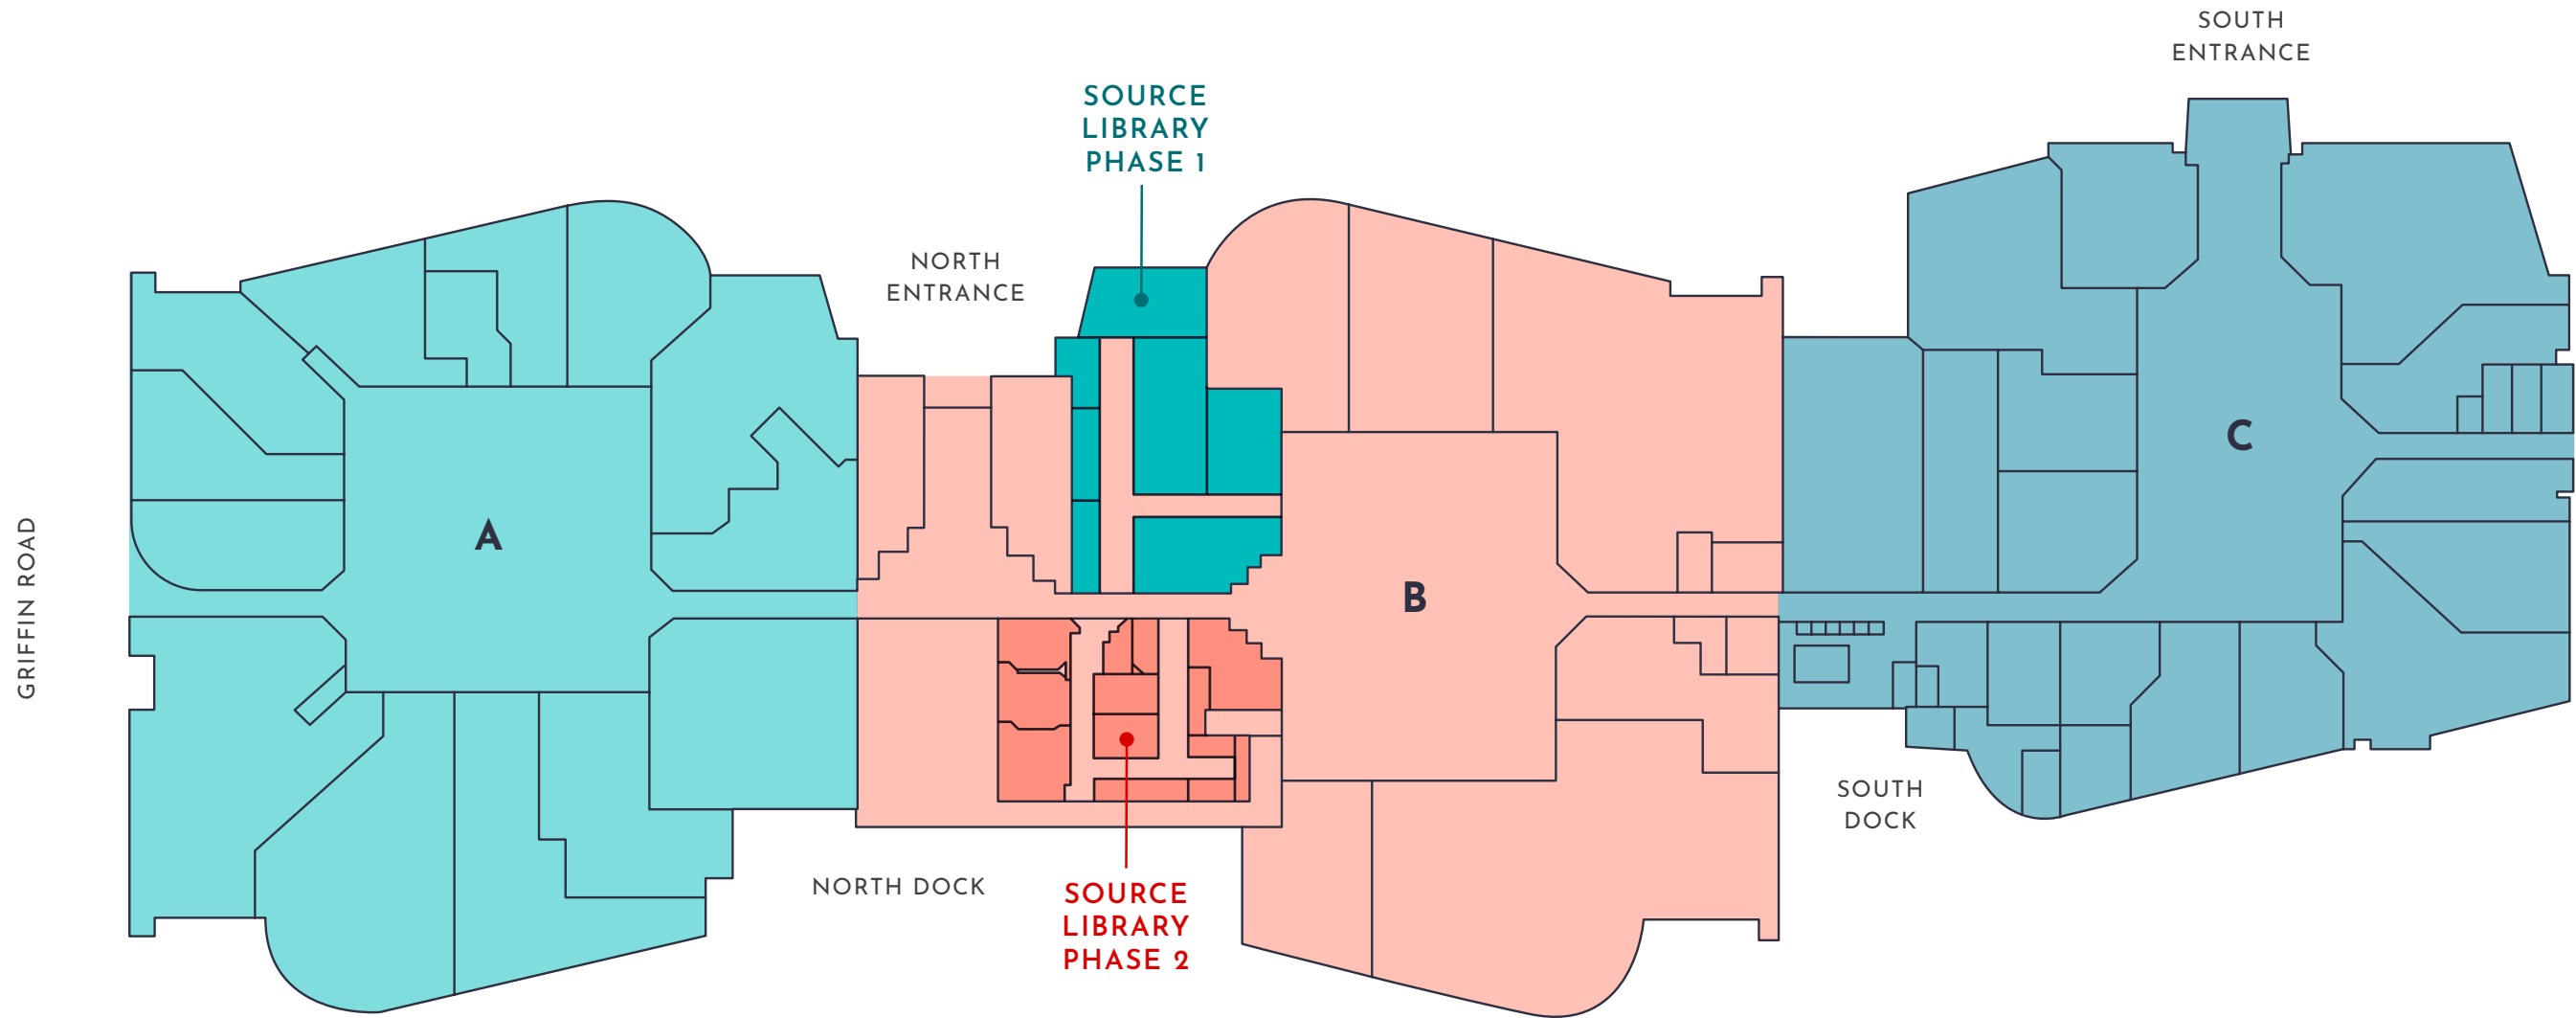 SOUTH
ENTRANCE
SOURCE
LIBRARY
PHASE 1
NORTH
ENTRANCE
C
A
B
GRIFFIN ROAD
SOUTH
DOCK
NORTH DOCK
SOURCE
LIBRARY
PHASE 2